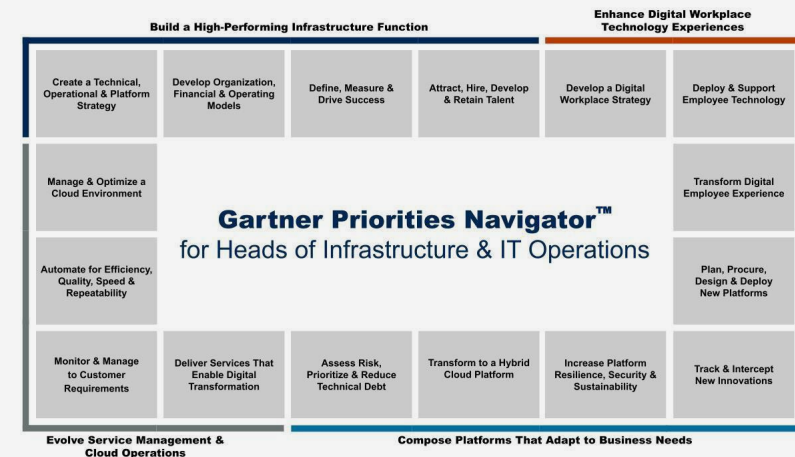 Build a High-Performing Infrastructure Function
Enhance Digital Workplace
Technology Experiences
Create a Technical,
Operational & Platform
Strategy
Develop Organization,
Financial & Operating
Models
Define, Measure &
Drive Success
Attract, Hire, Develop
& Retain Talent
Develop a Digital
Workplace Strategy
Deploy & Support
Employee Technology
Manage & Optimize a
Cloud Environment
Transform Digital
Employee Experience
Gartner Priorities Navigator™
for Heads of Infrastructure & IT Operations
Automate for Efficiency,
Quality, Speed &
Repeatability
Plan, Procure,
Design & Deploy
New Platforms
Monitor & Manage
to Customer
Requirements
Deliver Services That
Enable Digital
Transformation
Assess Risk,
Prioritize & Reduce
Technical Debt
Transform to a Hybrid
Cloud Platform
Increase Platform
Resilience, Security &
Sustainability
Track & Intercept
New Innovations
Evolve Service Management &
Cloud Operations
Compose Platforms That Adapt to Business Needs